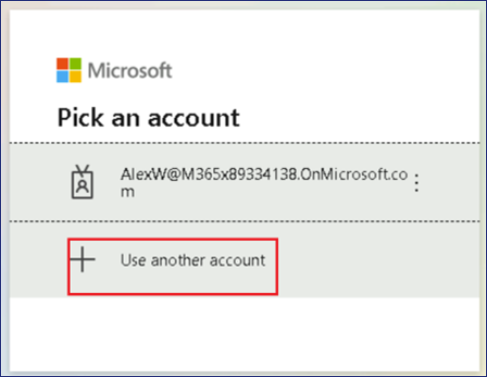 Microsoft
Pick an account
AlexW@M365x89334138.OnMicrosoft.co
m
Use another account